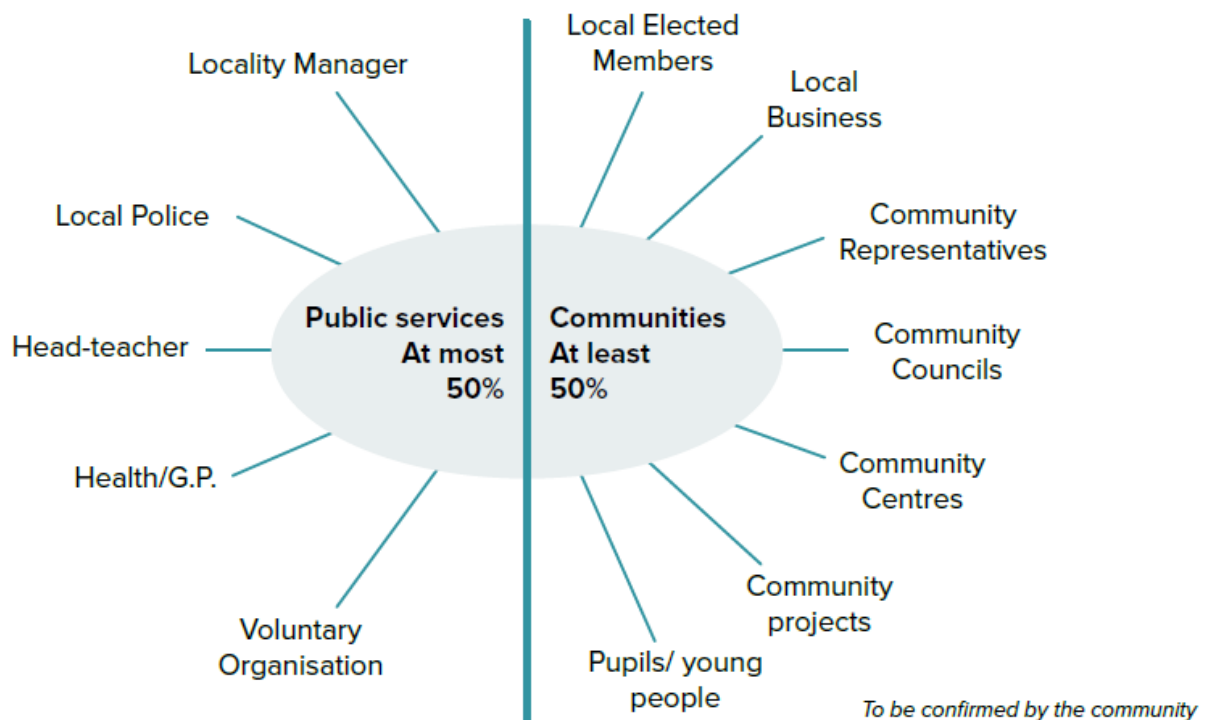 Locality Manager
Local Police
Head-teacher
Health/G.P.
Voluntary
Organisation
Public services
At most
50%
Communities
At least
50%
Local Elected
Members
Local
Business
Community
Representatives
Community
Councils
Community
Centres
Community
projects
Pupils/ young
people
To be confirmed by the community